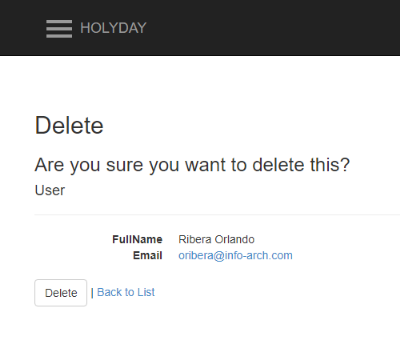 HOLYDAY
Delete
Are you sure you want to delete this?
User
FullName Ribera Orlando
Email oribera@info-arch.com
Delete | Back to List